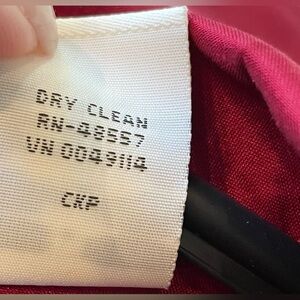 DRY CLEAN
RN-48557
VN 0049114
CKP